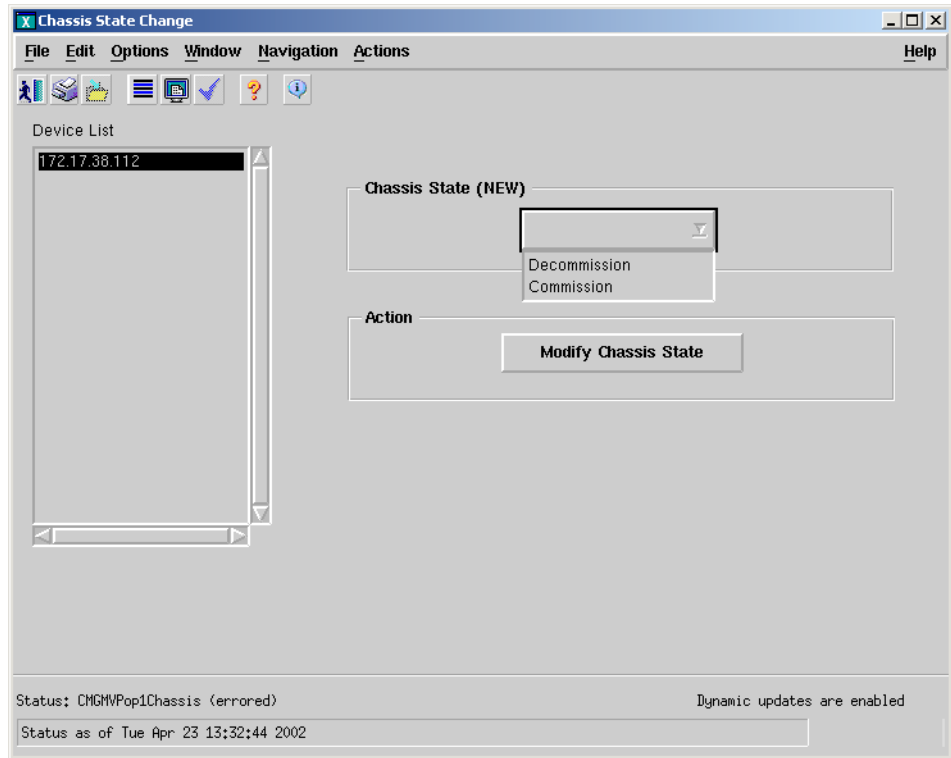 X Chassis State Change
File Edit Options Window Navigation Actions Help
Device List
172.17.38.112
Chassis State (NEW)
Decommission
Commission
Action
Modify Chassis State
Status: CMGMVPop1Chassis (errored) Dynamic updates are enabled
Status as of Tue Apr 23 13:32:44 2002